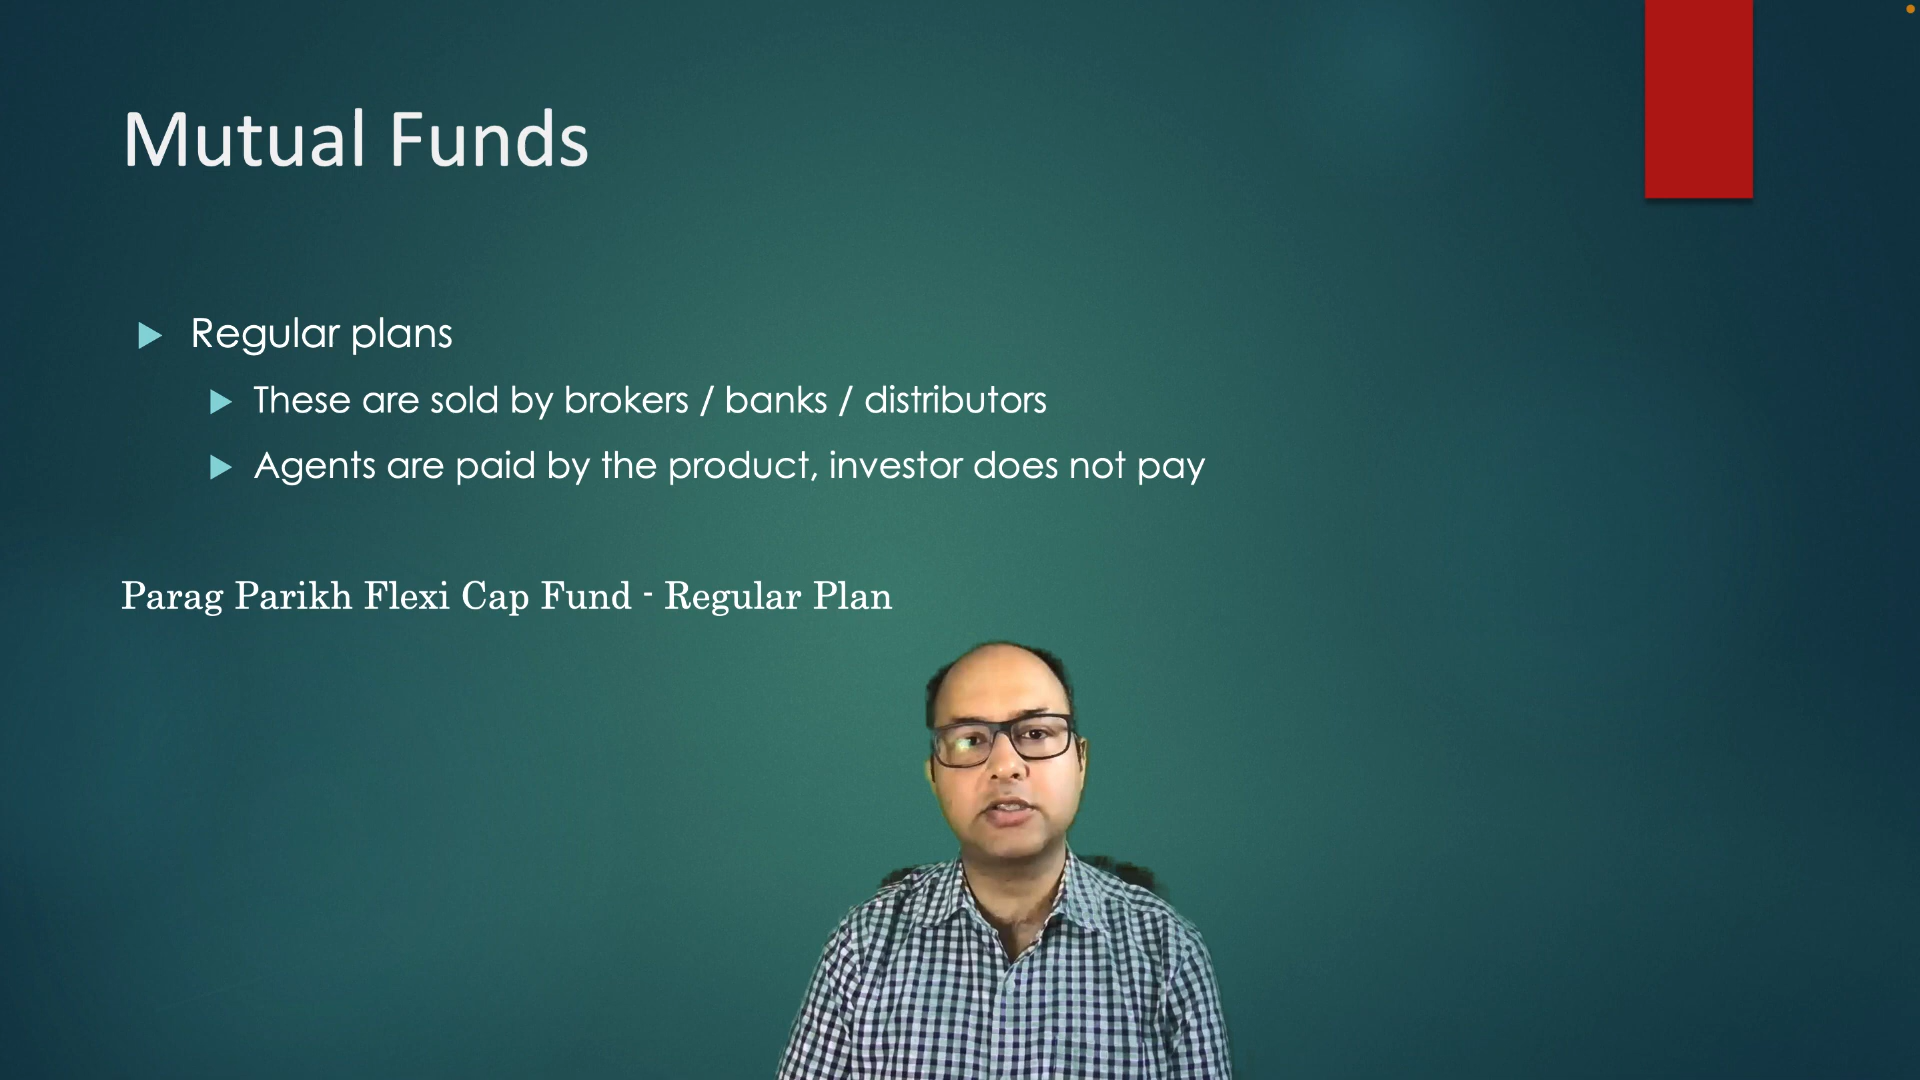 Mutual Funds
Regular plans
These are sold by brokers / banks / distributors
Agents are paid by the product, investor does not pay
Parag Parikh Flexi Cap Fund - Regular Plan